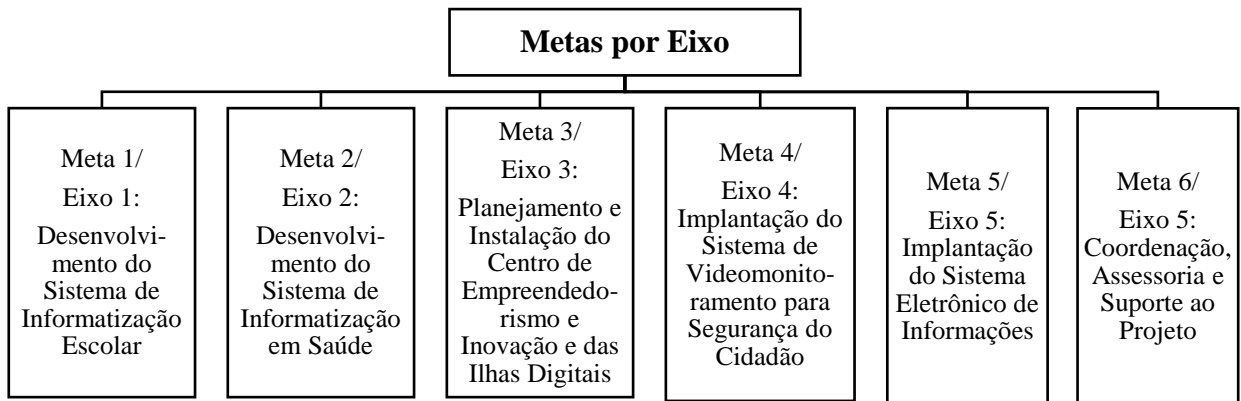 Metas por Eixo
Meta 1/
Eixo 1:
Desenvolvi-
mento do
Sistema de
Informatização
Escolar
Meta 2/
Eixo 2:
Desenvolvi-
mento do
Sistema de
Informatização
em Saúde
Meta 3/
Eixo 3:
Planejamento e
Instalação do
Centro de
Empreendedo-
rismo e
Inovação e das
Ilhas Digitais
Meta 4/
Eixo 4:
Implantação do
Sistema de
Videomonito-
ramento para
Segurança do
Cidadão
Meta 5/
Eixo 5:
Implantação
do Sistema
Eletrônico de
Informações
Meta 6/
Eixo 5:
Coordenação,
Assessoria e
Suporte ao
Projeto